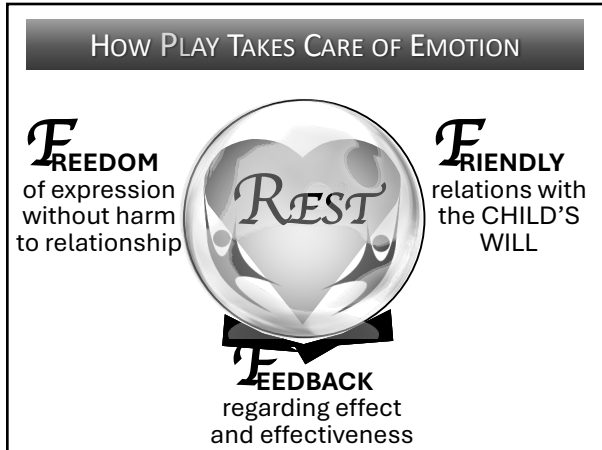 HOW PLAY TAKES CARE OF EMOTION
FREEDOM
of expression
without harm
to relationship
REST
FRIENDLY
relations with
the CHILD'S
WILL
FEEDBACK
regarding effect
and effectiveness